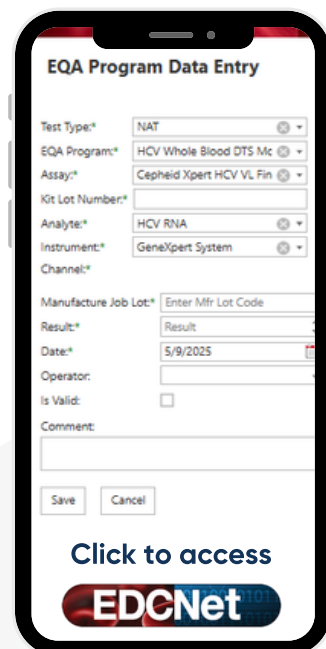 EQA Program Data Entry
Test Type:* NAT
EQA Program:* HCV Whole Blood DTS Mc
Assay:* Cepheid Xpert HCV VL Fin
Kit Lot Number:*
Analyte:* HCV RNA
Instrument:* GeneXpert System
Channel:*
Manufacture Job Lot:* Enter Mfr Lot Code
Result:* Result
Date:* 5/9/2025
Operator:
Is Valid:
Comment:
Save Cancel
Click to access
EDCNet